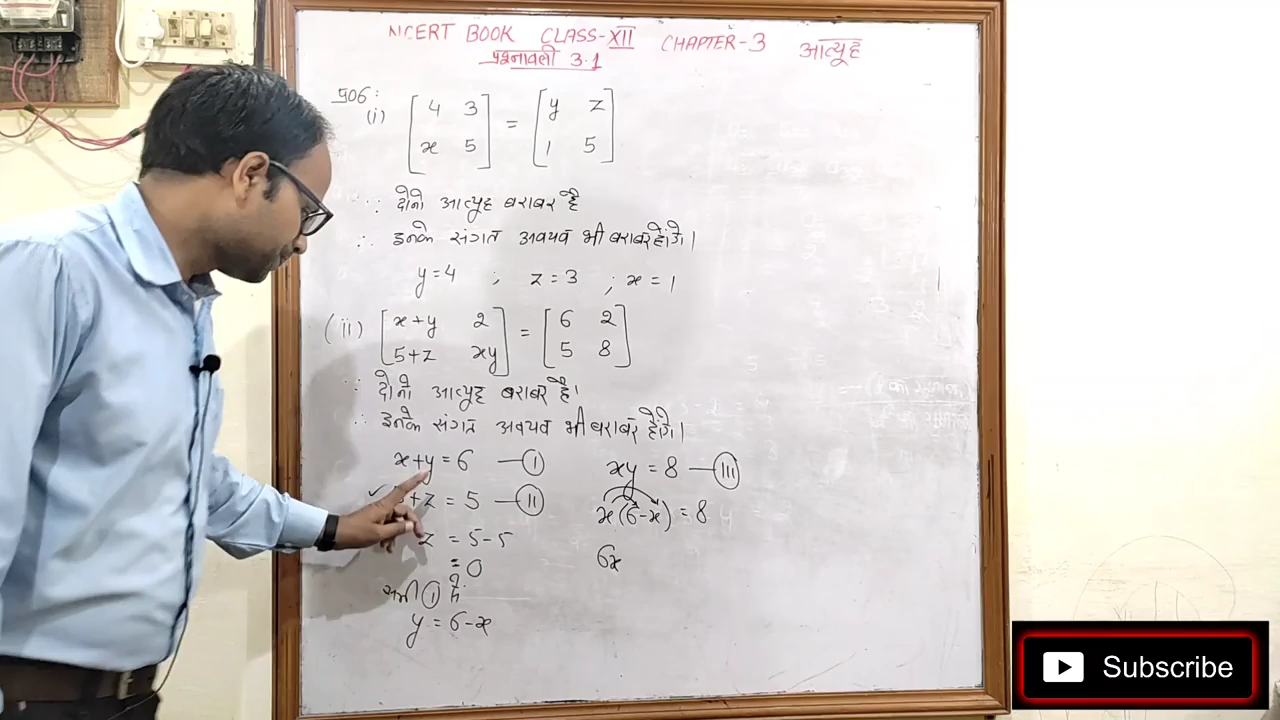 NCERT BOOK CLASS-XII CHAPTER-3 आव्यूह
प्रश्नावली 3.1
प्र06:
(i) [4 3 x 5] = [y z 1 5]
∵ दोनो आव्यूह बराबर है
∴ इनके संगत अवयव भी बराबर होंगे।
y=4 ; z=3 ; x=1
(ii) [x+y 2 5+z xy] = [6 2 5 8]
∵ दोनो आव्यूह बराबर है।
∴ इनके संगत अवयव भी बराबर होंगे।
x+y=6 —(I)
✓5+z = 5 —(II)
z = 5-5
= 0
समी (I) से
y = 6-x
xy = 8 —(III)
x(6-x) = 8
6x
Subscribe